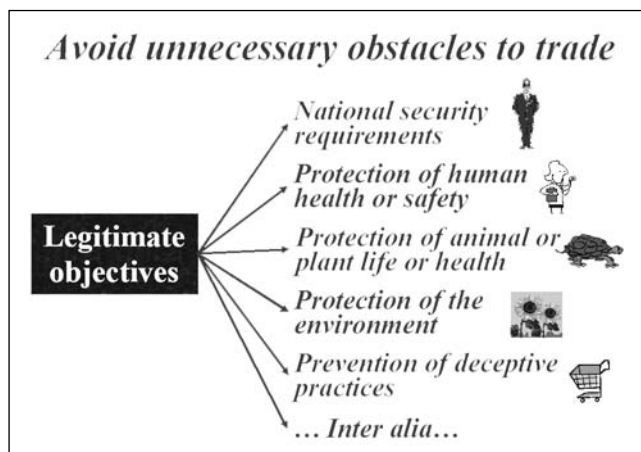 Avoid unnecessary obstacles to trade
National security
requirements
Protection of human
health or safety
Legitimate
objectives
Protection of animal or
plant life or health
Protection of the
environment
Prevention of deceptive
practices
… Inter alia…